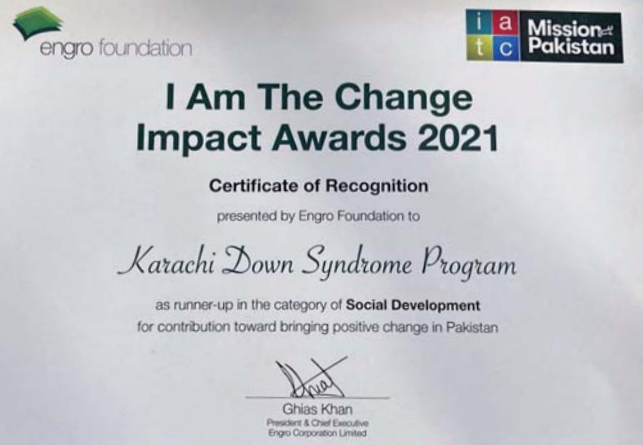 engro foundation
i a
t c
Mission
Pakistan
I Am The Change
Impact Awards 2021
Certificate of Recognition
presented by Engro Foundation to
Karachi Down Syndrome Program
as runner-up in the category of Social Development
for contribution toward bringing positive change in Pakistan
Ghias Khan
President & Chief Executive
Engro Corporation Limited